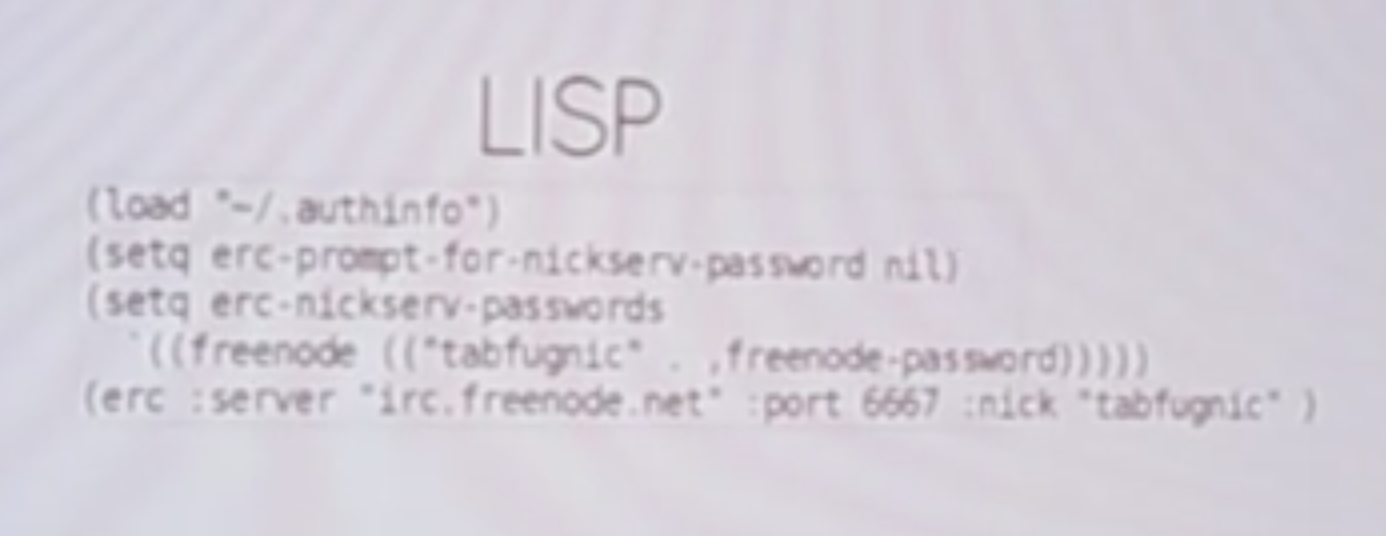 LISP
(load "~/.authinfo")
(setq erc-prompt-for-nickserv-password nil)
(setq erc-nickserv-passwords
`((freenode (("tabfugnic" . ,freenode-password)))))
(erc :server "irc.freenode.net" :port 6667 :nick "tabfugnic" )